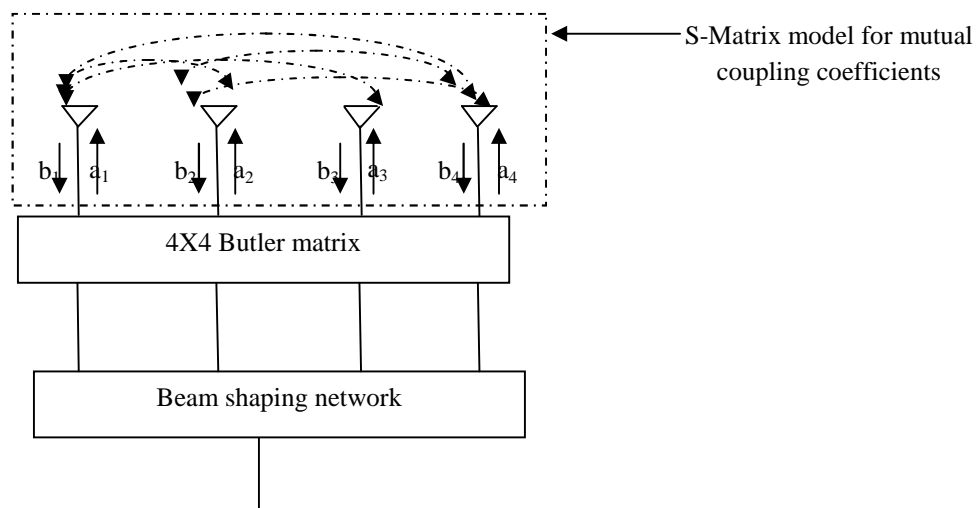 S-Matrix model for mutual
coupling coefficients
b1 a1 b2 a2 b3 a3 b4 a4
4X4 Butler matrix
Beam shaping network